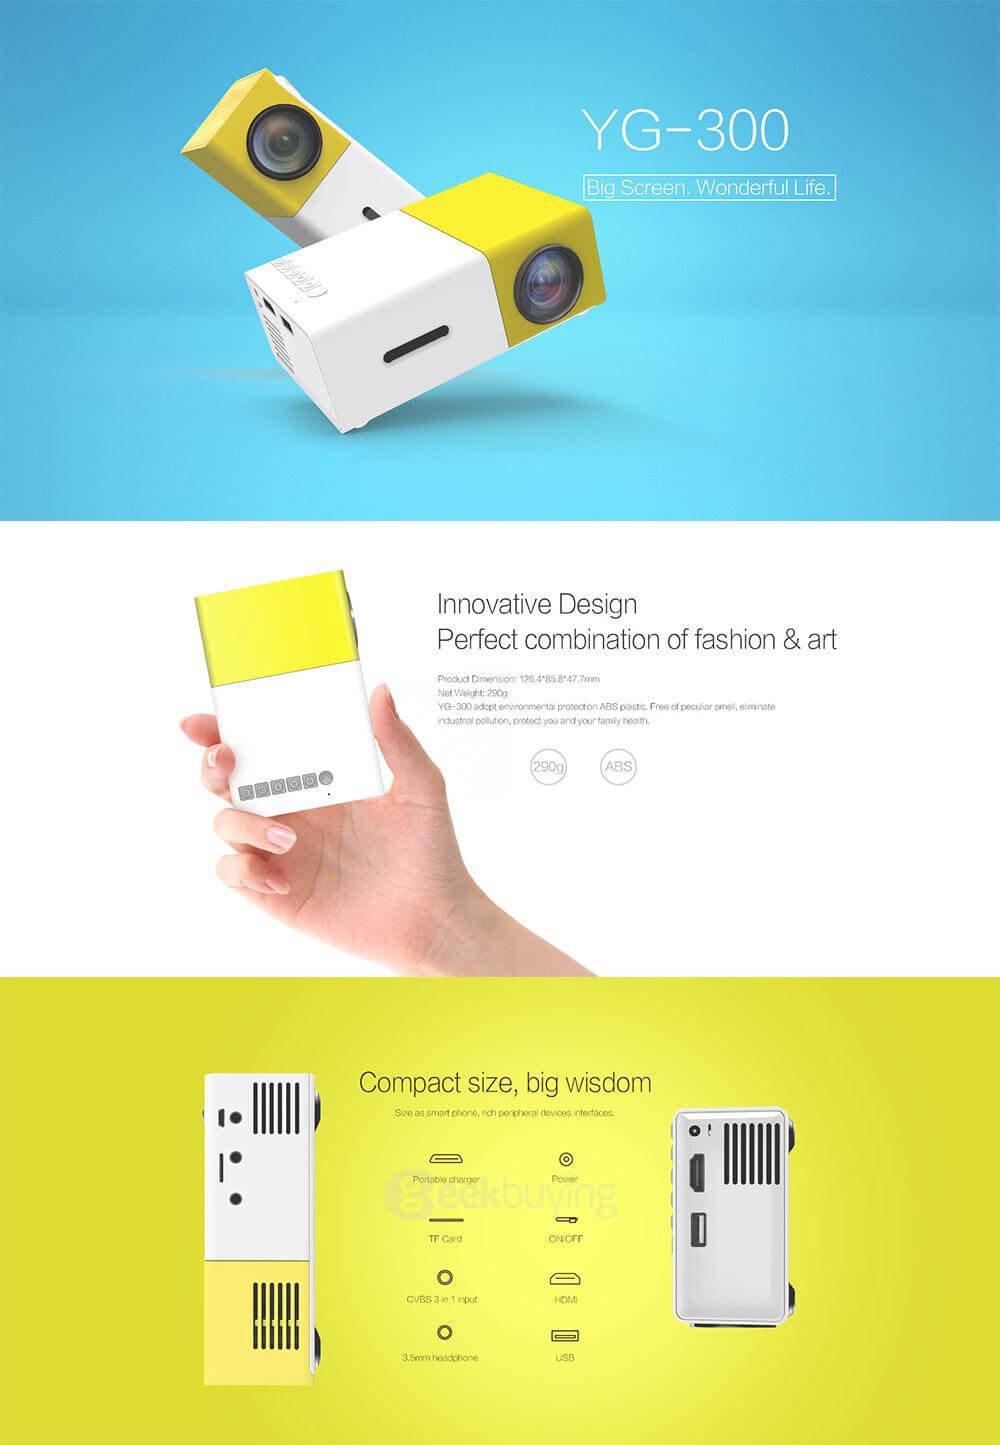 YG-300
Big Screen. Wonderful Life.
Innovative Design
Perfect combination of fashion & art
Product Dimension: 126.4*85.8*47.7mm
Net Weight: 290g
YG-300 adopt environmental protection ABS plastic. Free of peculiar smell, eliminate
industrial pollution, protect you and your family health.
290g ABS
Compact size, big wisdom
Size as smart phone, rich peripheral devices interfaces.
Portable charger Power
geekbuying
TF Card ON/OFF
CVBS 3 in 1 input HDMI
3.5mm headphone USB